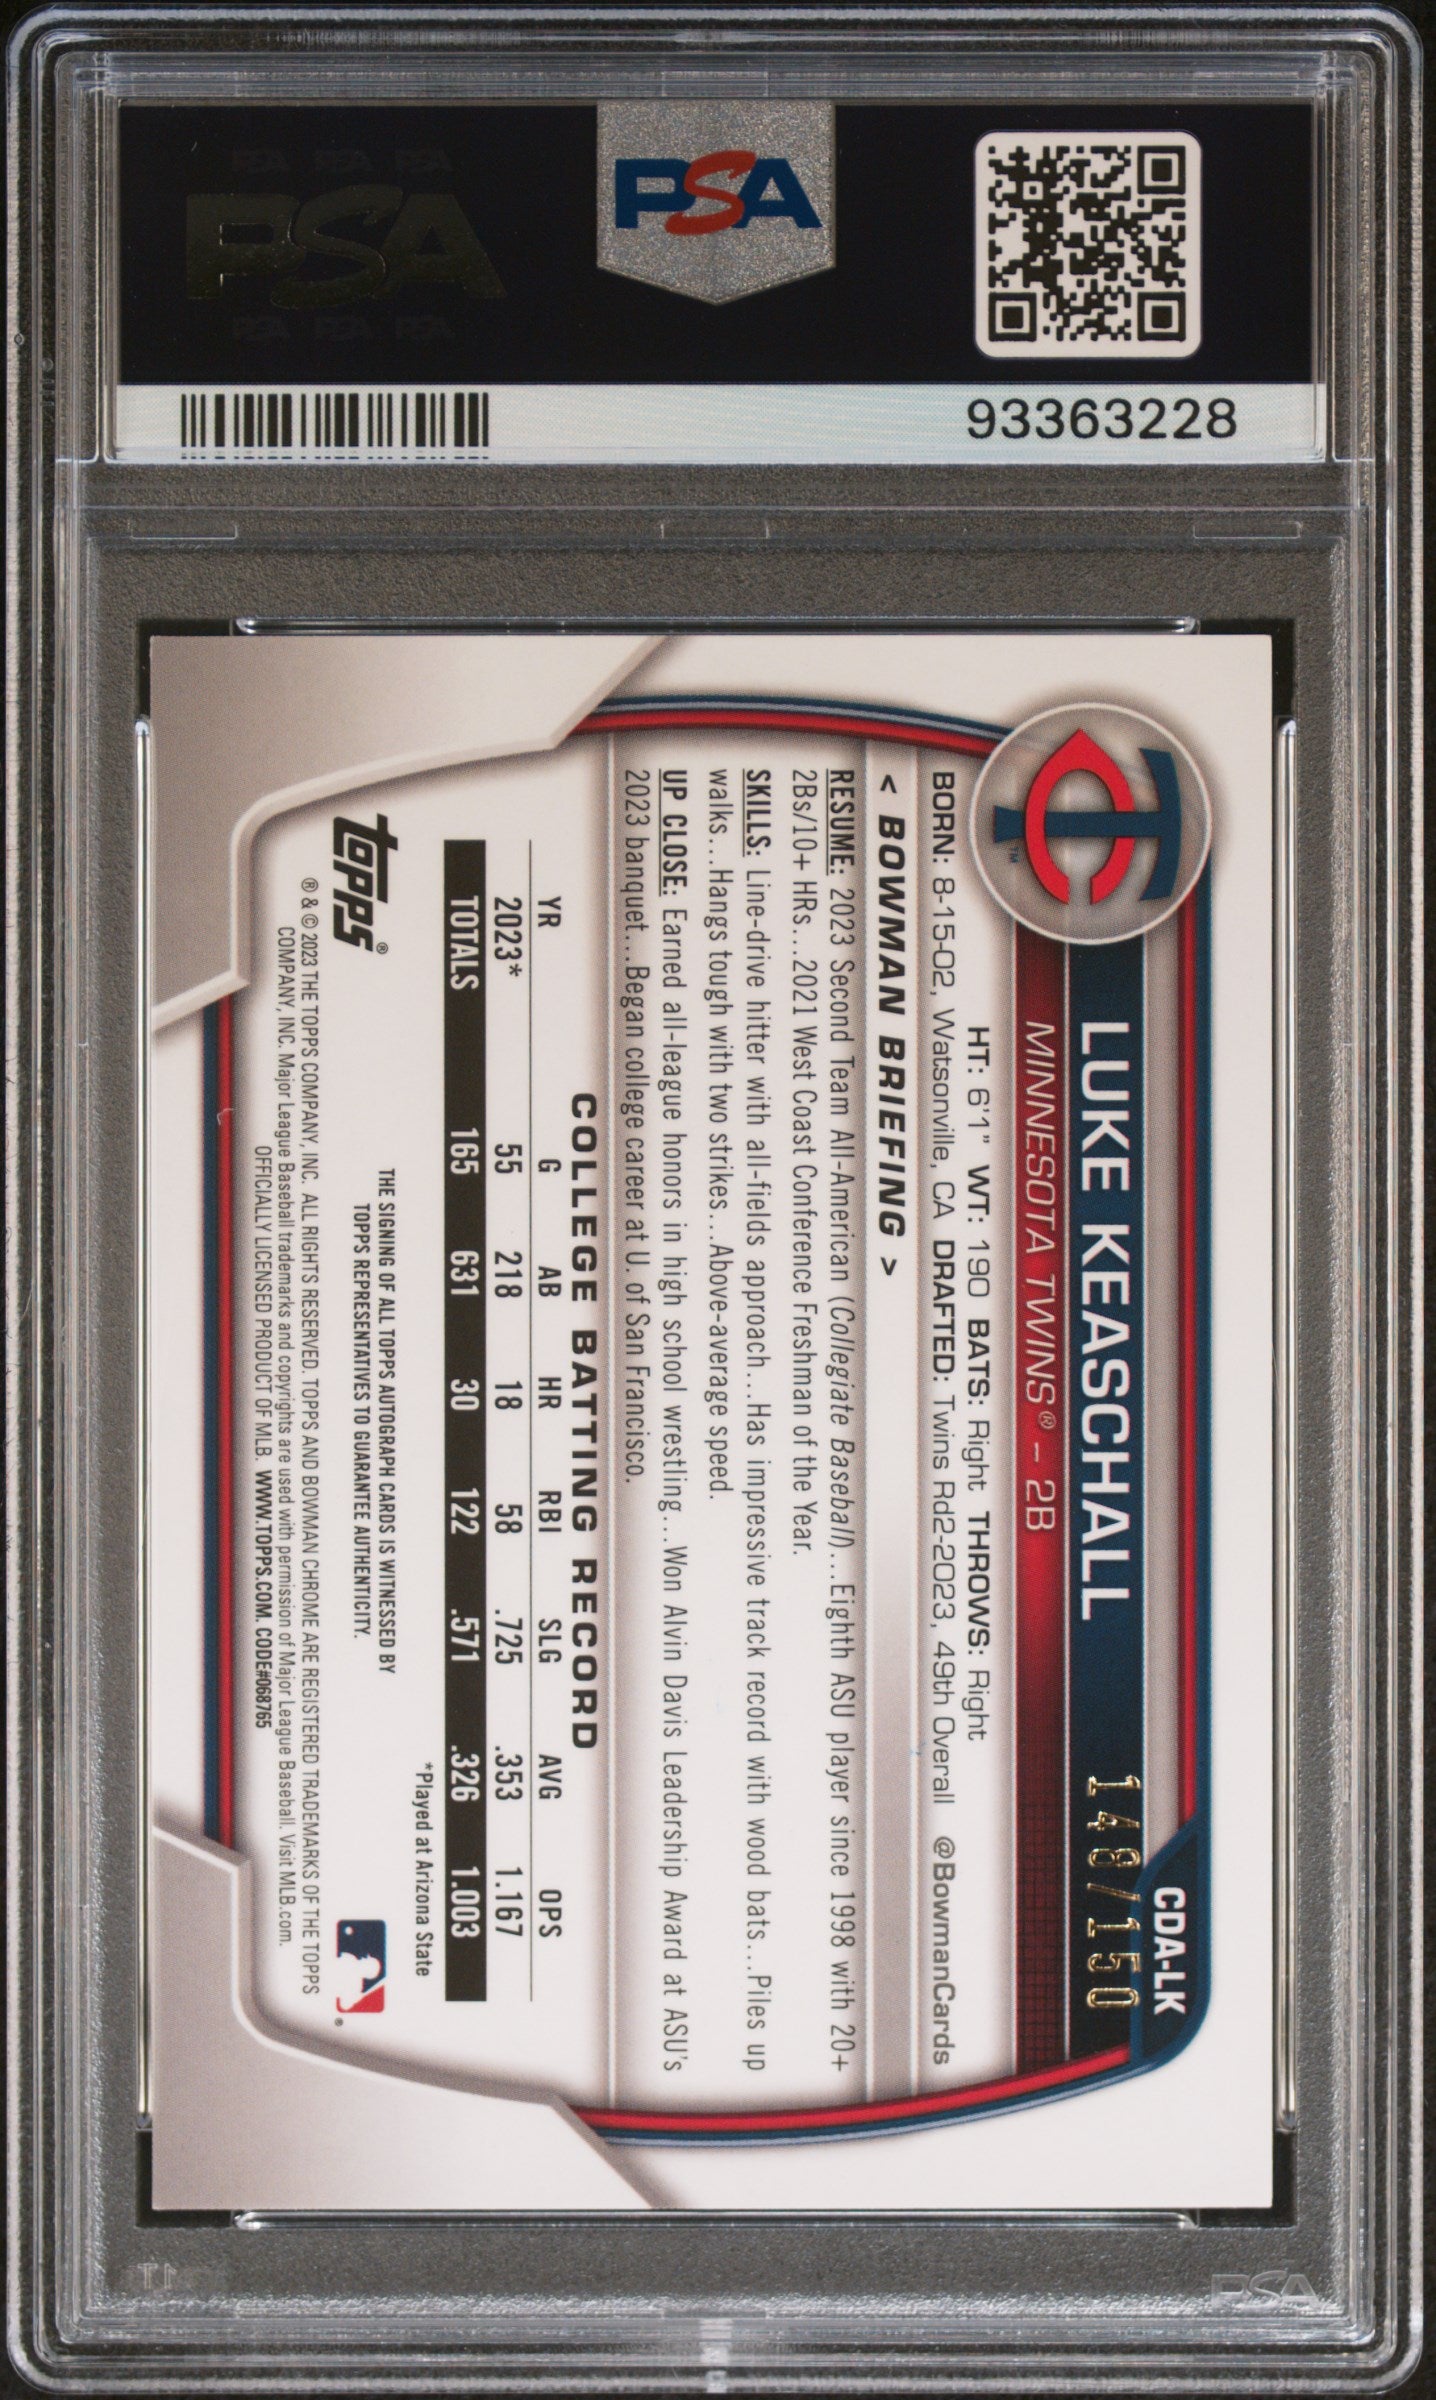 PSA PSA PSA
PSA
PSA PSA PSA
PSA
93363228
CDA-LK
148/150
LUKE KEASCHALL
MINNESOTA TWINS® – 2B
TC™
HT: 6'1" WT: 190 BATS: Right THROWS: Right
BORN: 8-15-02, Watsonville, CA DRAFTED: Twins Rd2-2023, 49th Overall @BowmanCards
< BOWMAN BRIEFING >
RESUME: 2023 Second Team All-American (Collegiate Baseball)...Eighth ASU player since 1998 with 20+
2Bs/10+ HRs...2021 West Coast Conference Freshman of the Year.
SKILLS: Line-drive hitter with all-fields approach...Has impressive track record with wood bats...Piles up
walks...Hangs tough with two strikes...Above-average speed.
UP CLOSE: Earned all-league honors in high school wrestling...Won Alvin Davis Leadership Award at ASU's
2023 banquet...Began college career at U. of San Francisco.
COLLEGE BATTING RECORD
YR G AB HR RBI SLG AVG OPS
2023* 55 218 18 58 .725 .353 1.167
TOTALS 165 631 30 122 .571 .326 1.003
*Played at Arizona State
THE SIGNING OF ALL TOPPS AUTOGRAPH CARDS IS WITNESSED BY
TOPPS REPRESENTATIVES TO GUARANTEE AUTHENTICITY.
topps®
® & © 2023 THE TOPPS COMPANY, INC. ALL RIGHTS RESERVED. TOPPS AND BOWMAN CHROME ARE REGISTERED TRADEMARKS OF THE TOPPS
COMPANY, INC. Major League Baseball trademarks and copyrights are used with permission of Major League Baseball. Visit MLB.com.
OFFICIALLY LICENSED PRODUCT OF MLB. WWW.TOPPS.COM. CODE#068765
PSA